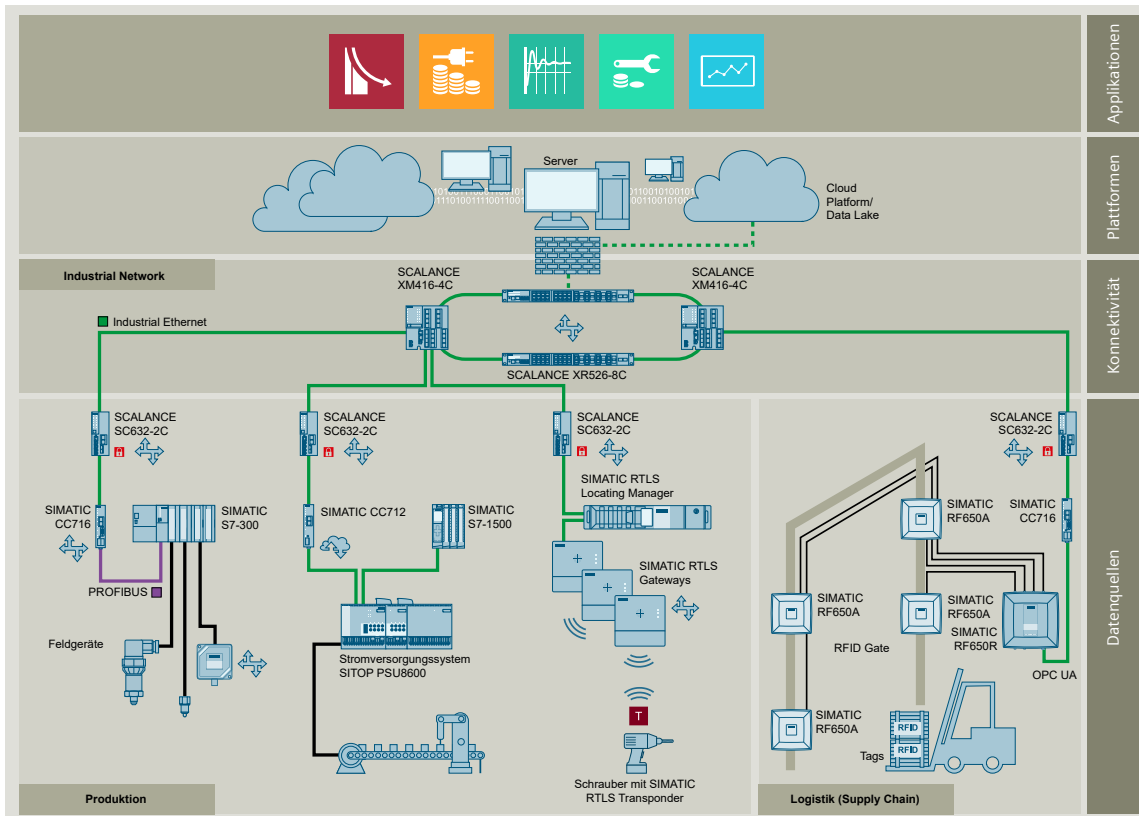 Applikationen
Server
10100111001100101
1110100111100110010
01100101001010
00110010100101
Cloud
Platform/
Data Lake
Plattformen
Industrial Network
SCALANCE
XM416-4C
SCALANCE
XM416-4C
Industrial Ethernet
SCALANCE XR526-8C
Konnektivität
SCALANCE
SC632-2C
SCALANCE
SC632-2C
SCALANCE
SC632-2C
SCALANCE
SC632-2C
SIMATIC
CC716
SIMATIC
S7-300
SIMATIC CC712
SIMATIC
S7-1500
SIMATIC RTLS
Locating Manager
SIMATIC
RF650A
SIMATIC
CC716
PROFIBUS
SIMATIC RTLS
Gateways
SIMATIC
RF650A
SIMATIC
RF650A
SIMATIC
RF650R
Feldgeräte
Stromversorgungssystem
SITOP PSU8600
RFID Gate
OPC UA
T
SIMATIC
RF650A
RFID
RFID
Tags
Schrauber mit SIMATIC
RTLS Transponder
Produktion
Logistik (Supply Chain)
Datenquellen